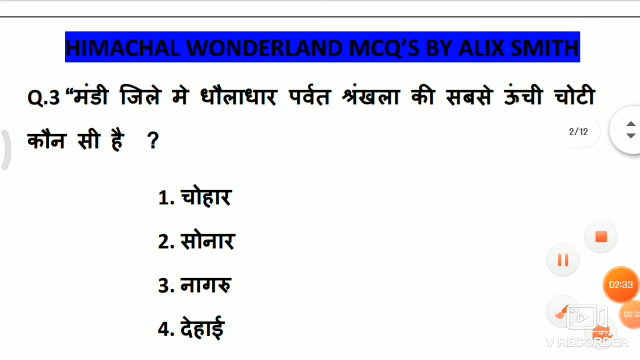 HIMACHAL WONDERLAND MCQ'S BY ALIX SMITH
Q.3 “मंडी जिले मे धौलाधार पर्वत श्रंखला की सबसे ऊंची चोटी
कौन सी है ?
2/12
1. चोहार
2. सोनार
3. नागरु
4. देहाई
02:33
V RECORDER